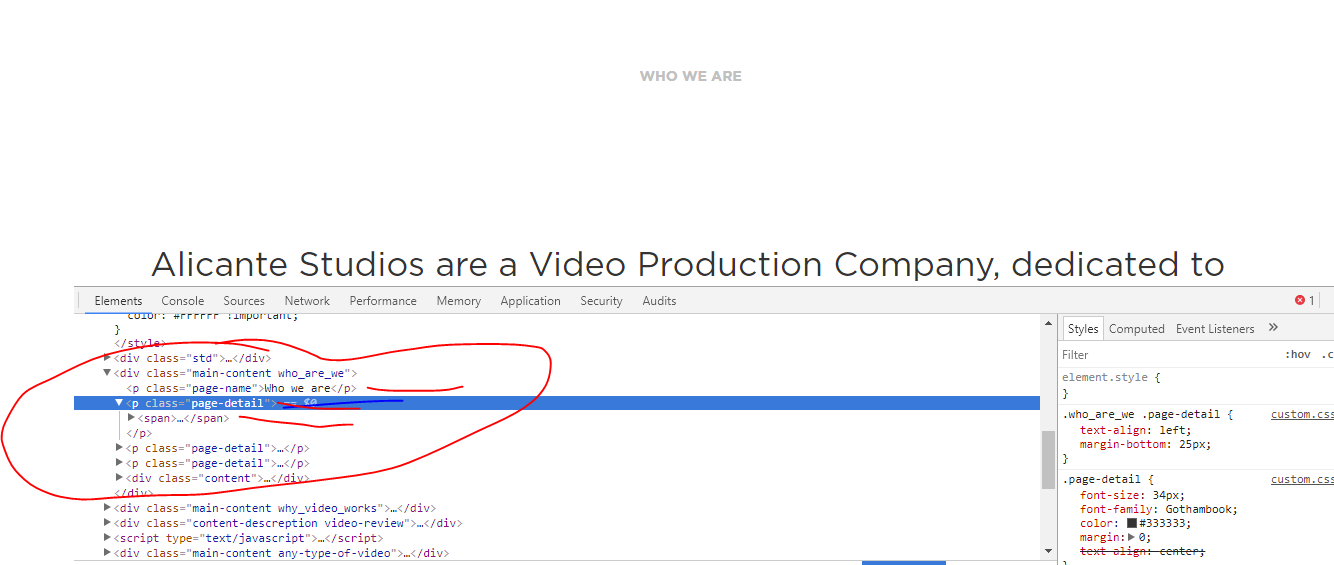 WHO WE ARE
Alicante Studios are a Video Production Company, dedicated to
Elements Console Sources Network Performance Memory Application Security Audits 1
color: #FFFFFF !important;
}
</style>
<div class="std">…</div>
<div class="main-content who_are_we">
<p class="page-name">Who we are</p>
<p class="page-detail"> == $0
<span>…</span>
</p>
<p class="page-detail">…</p>
<p class="page-detail">…</p>
<div class="content">…</div>
</div>
<div class="main-content why_video_works">…</div>
<div class="content-descreption video-review">…</div>
<script type="text/javascript">…</script>
<div class="main-content any-type-of-video">…</div>
Styles Computed Event Listeners »
Filter :hov .c
element.style {
}
.who_are_we .page-detail { custom.css
text-align: left;
margin-bottom: 25px;
}
.page-detail { custom.css
font-size: 34px;
font-family: Gothambook;
color: #333333;
margin: 0;
text-align: center;
}